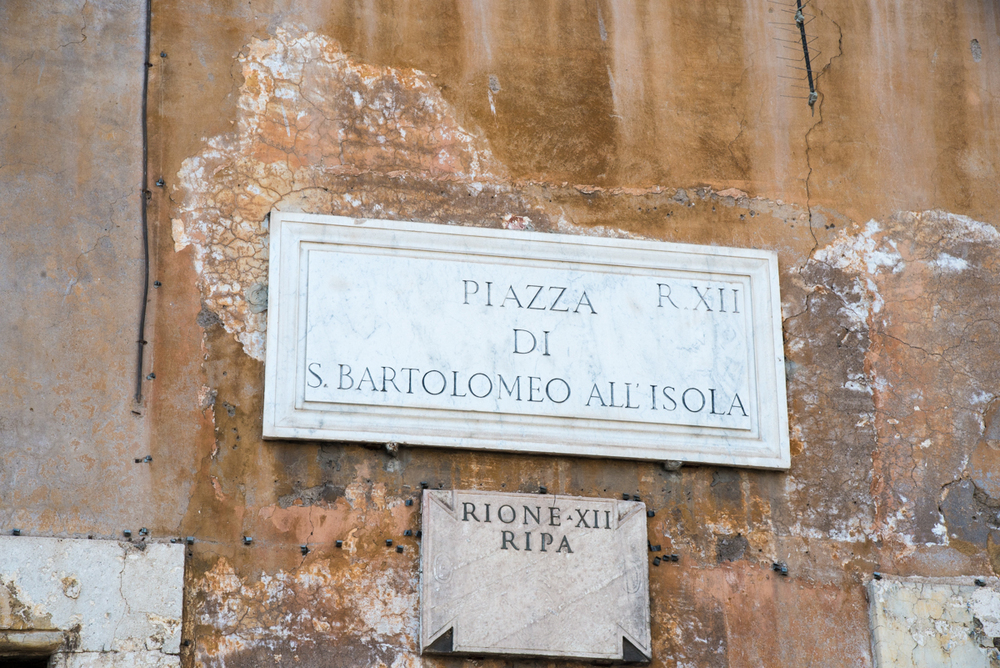 PIAZZA R. XII
DI
S. BARTOLOMEO ALL'ISOLA
RIONE·XII
RIPA